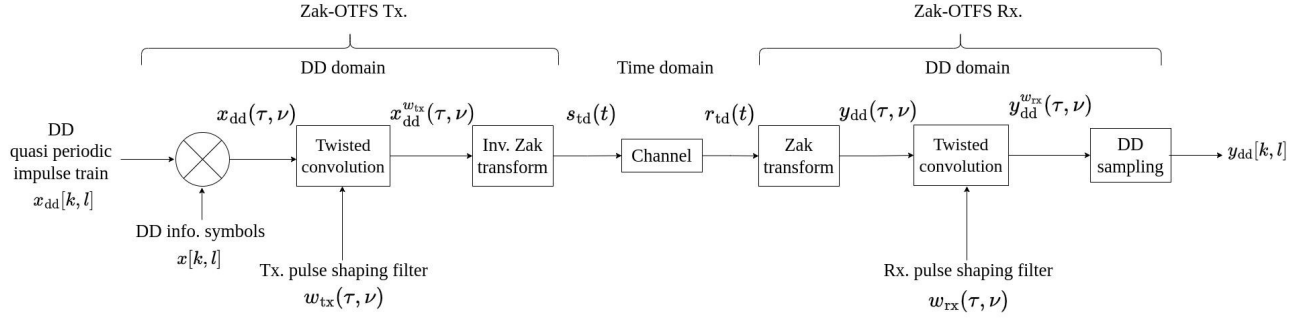 Zak-OTFS Tx.
Zak-OTFS Rx.
DD domain
Time domain
DD domain
DD
quasi periodic
impulse train
x_dd[k, l]
x_dd(τ, ν)
Twisted
convolution
x_dd^{w_tx}(τ, ν)
Inv. Zak
transform
s_td(t)
Channel
r_td(t)
Zak
transform
y_dd(τ, ν)
Twisted
convolution
y_dd^{w_rx}(τ, ν)
DD
sampling
y_dd[k, l]
DD info. symbols
x[k, l]
Tx. pulse shaping filter
w_tx(τ, ν)
Rx. pulse shaping filter
w_rx(τ, ν)